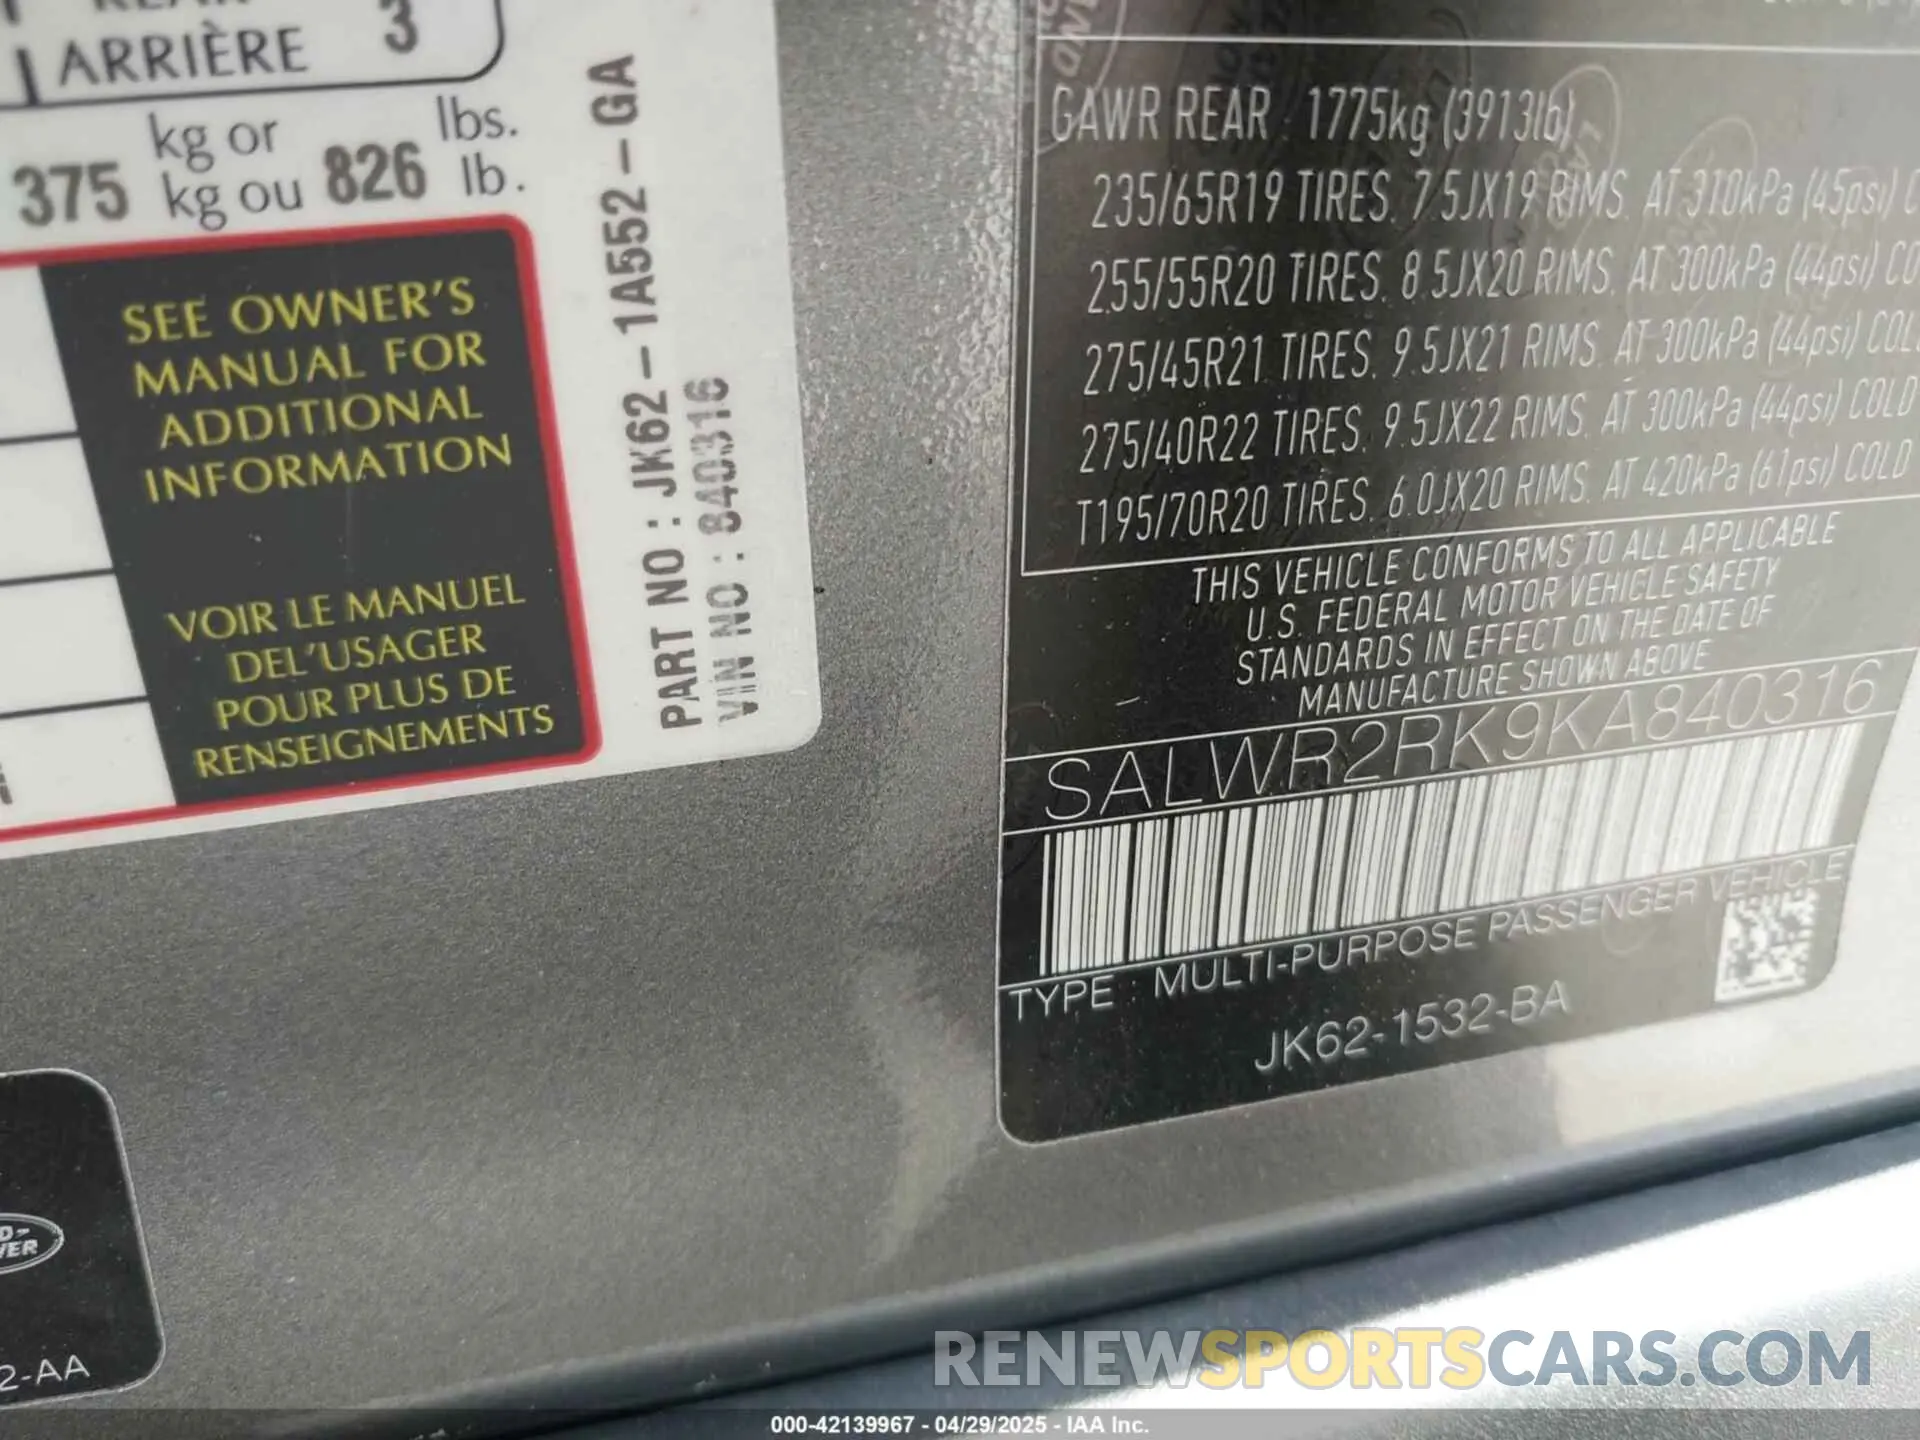 ARRIÈRE 3
375 kg or 826 lbs.
kg ou lb.
SEE OWNER'S
MANUAL FOR
ADDITIONAL
INFORMATION
VOIR LE MANUEL
DEL'USAGER
POUR PLUS DE
RENSEIGNEMENTS
PART NO : JK62-1A552-GA
VIN NO : 840316
GAWR REAR : 1775kg (3913lb)
235/65R19 TIRES. 7.5JX19 RIMS. AT 310kPa (45psi)
255/55R20 TIRES. 8.5JX20 RIMS. AT 300kPa (44psi) CO
275/45R21 TIRES. 9.5JX21 RIMS. AT 300kPa (44psi) COL
275/40R22 TIRES. 9.5JX22 RIMS. AT 300kPa (44psi) COLD
T195/70R20 TIRES. 6.0JX20 RIMS. AT 420kPa (61psi) COLD
THIS VEHICLE CONFORMS TO ALL APPLICABLE
U.S. FEDERAL MOTOR VEHICLE SAFETY
STANDARDS IN EFFECT ON THE DATE OF
MANUFACTURE SHOWN ABOVE
SALWR2RK9KA840316
TYPE : MULTI-PURPOSE PASSENGER VEHICLE
JK62-1532-BA
2-AA
RENEWSPORTSCARS.COM
000-42139967 - 04/29/2025 - IAA Inc.